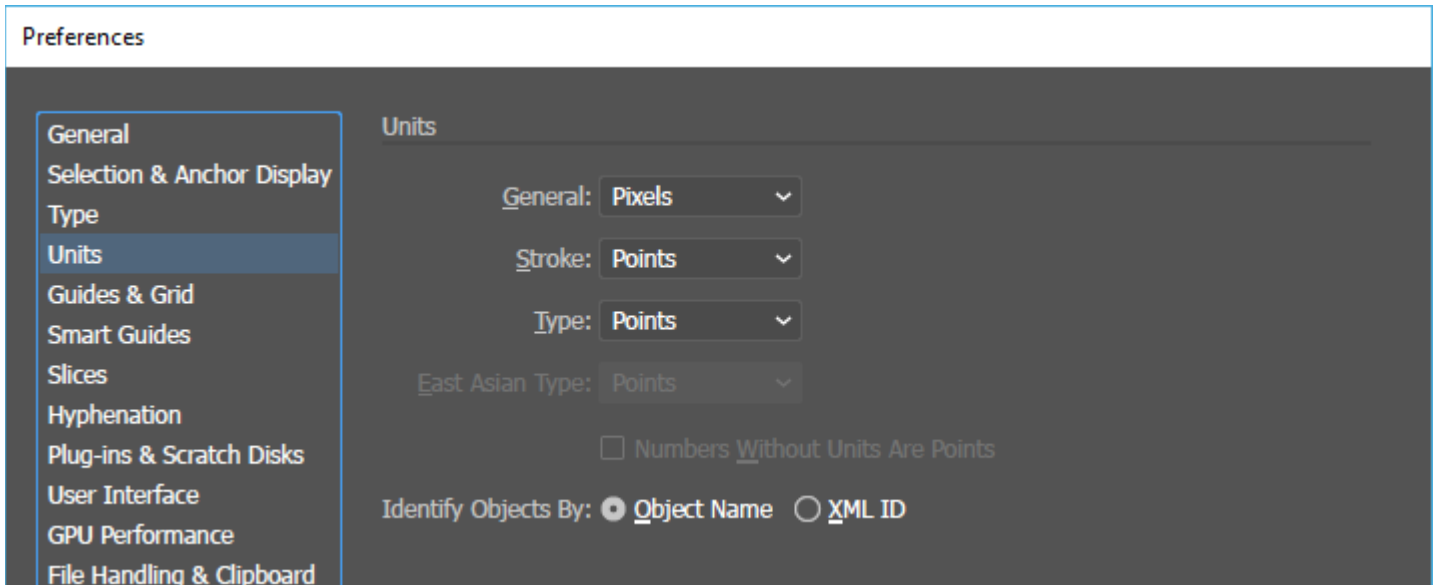 Preferences
General
Selection & Anchor Display
Type
Units
Guides & Grid
Smart Guides
Slices
Hyphenation
Plug-ins & Scratch Disks
User Interface
GPU Performance
File Handling & Clipboard
Units
General: Pixels
Stroke: Points
Type: Points
East Asian Type: Points
Numbers Without Units Are Points
Identify Objects By: Object Name XML ID